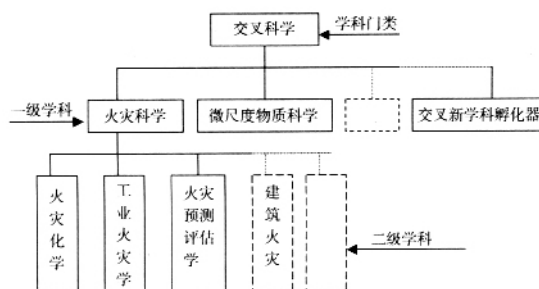 交叉科学
学科门类
一级学科
火灾科学
微尺度物质科学
交叉新学科孵化器
火灾化学
工业火灾学
火灾预测评估学
建筑火灾
二级学科